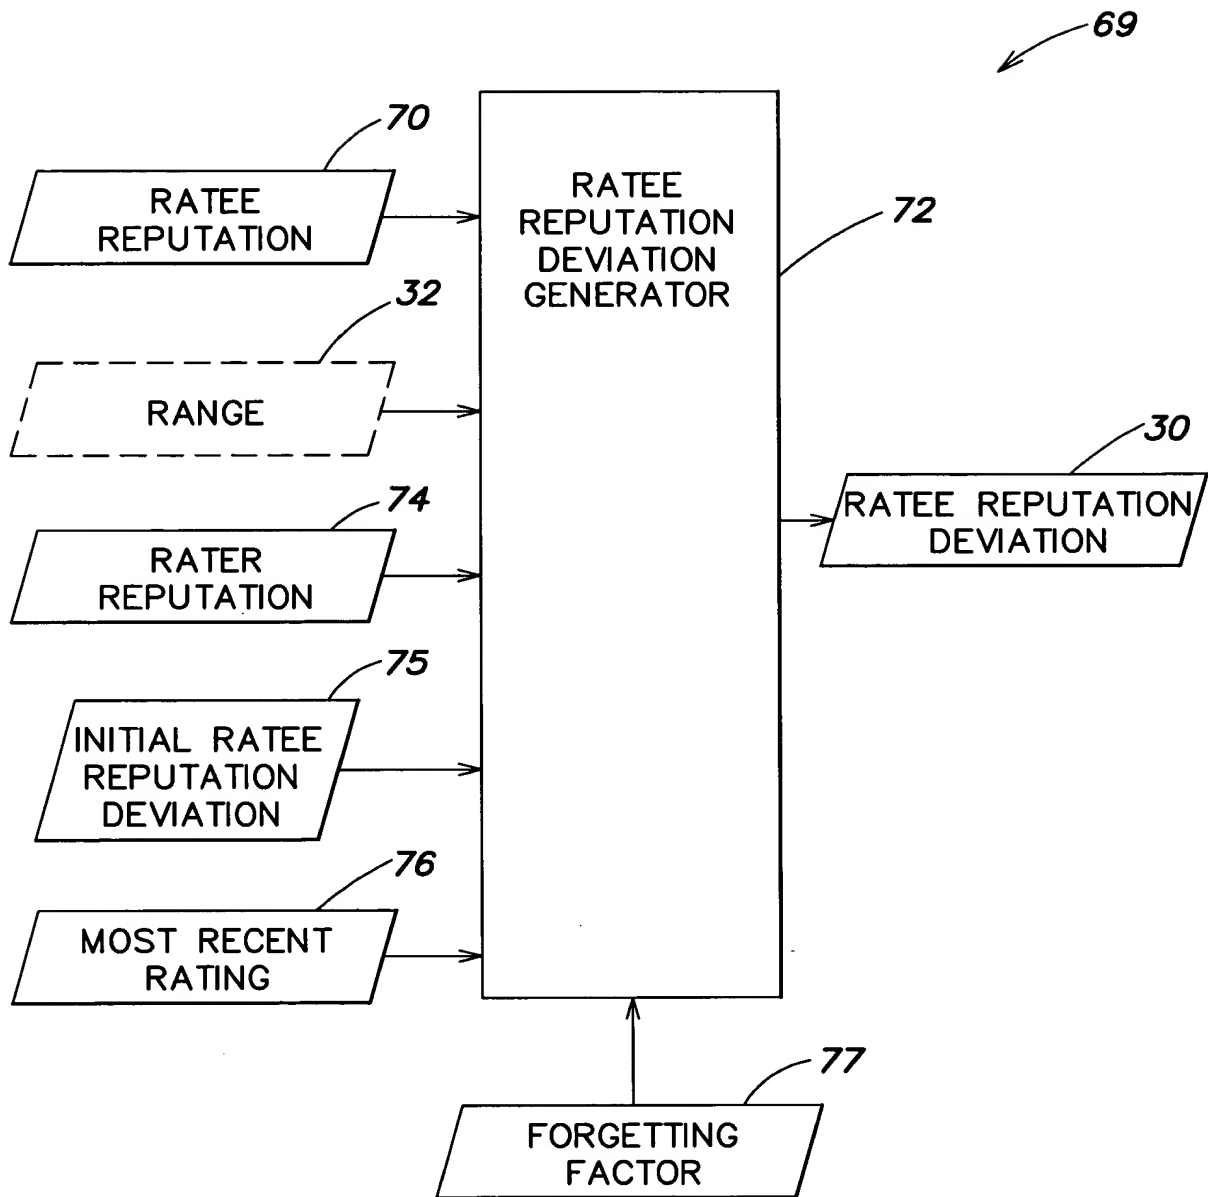 69
70
RATEE
REPUTATION
32
RANGE
74
RATER
REPUTATION
75
INITIAL RATEE
REPUTATION
DEVIATION
76
MOST RECENT
RATING
RATEE
REPUTATION
DEVIATION
GENERATOR
72
30
RATEE REPUTATION
DEVIATION
77
FORGETTING
FACTOR